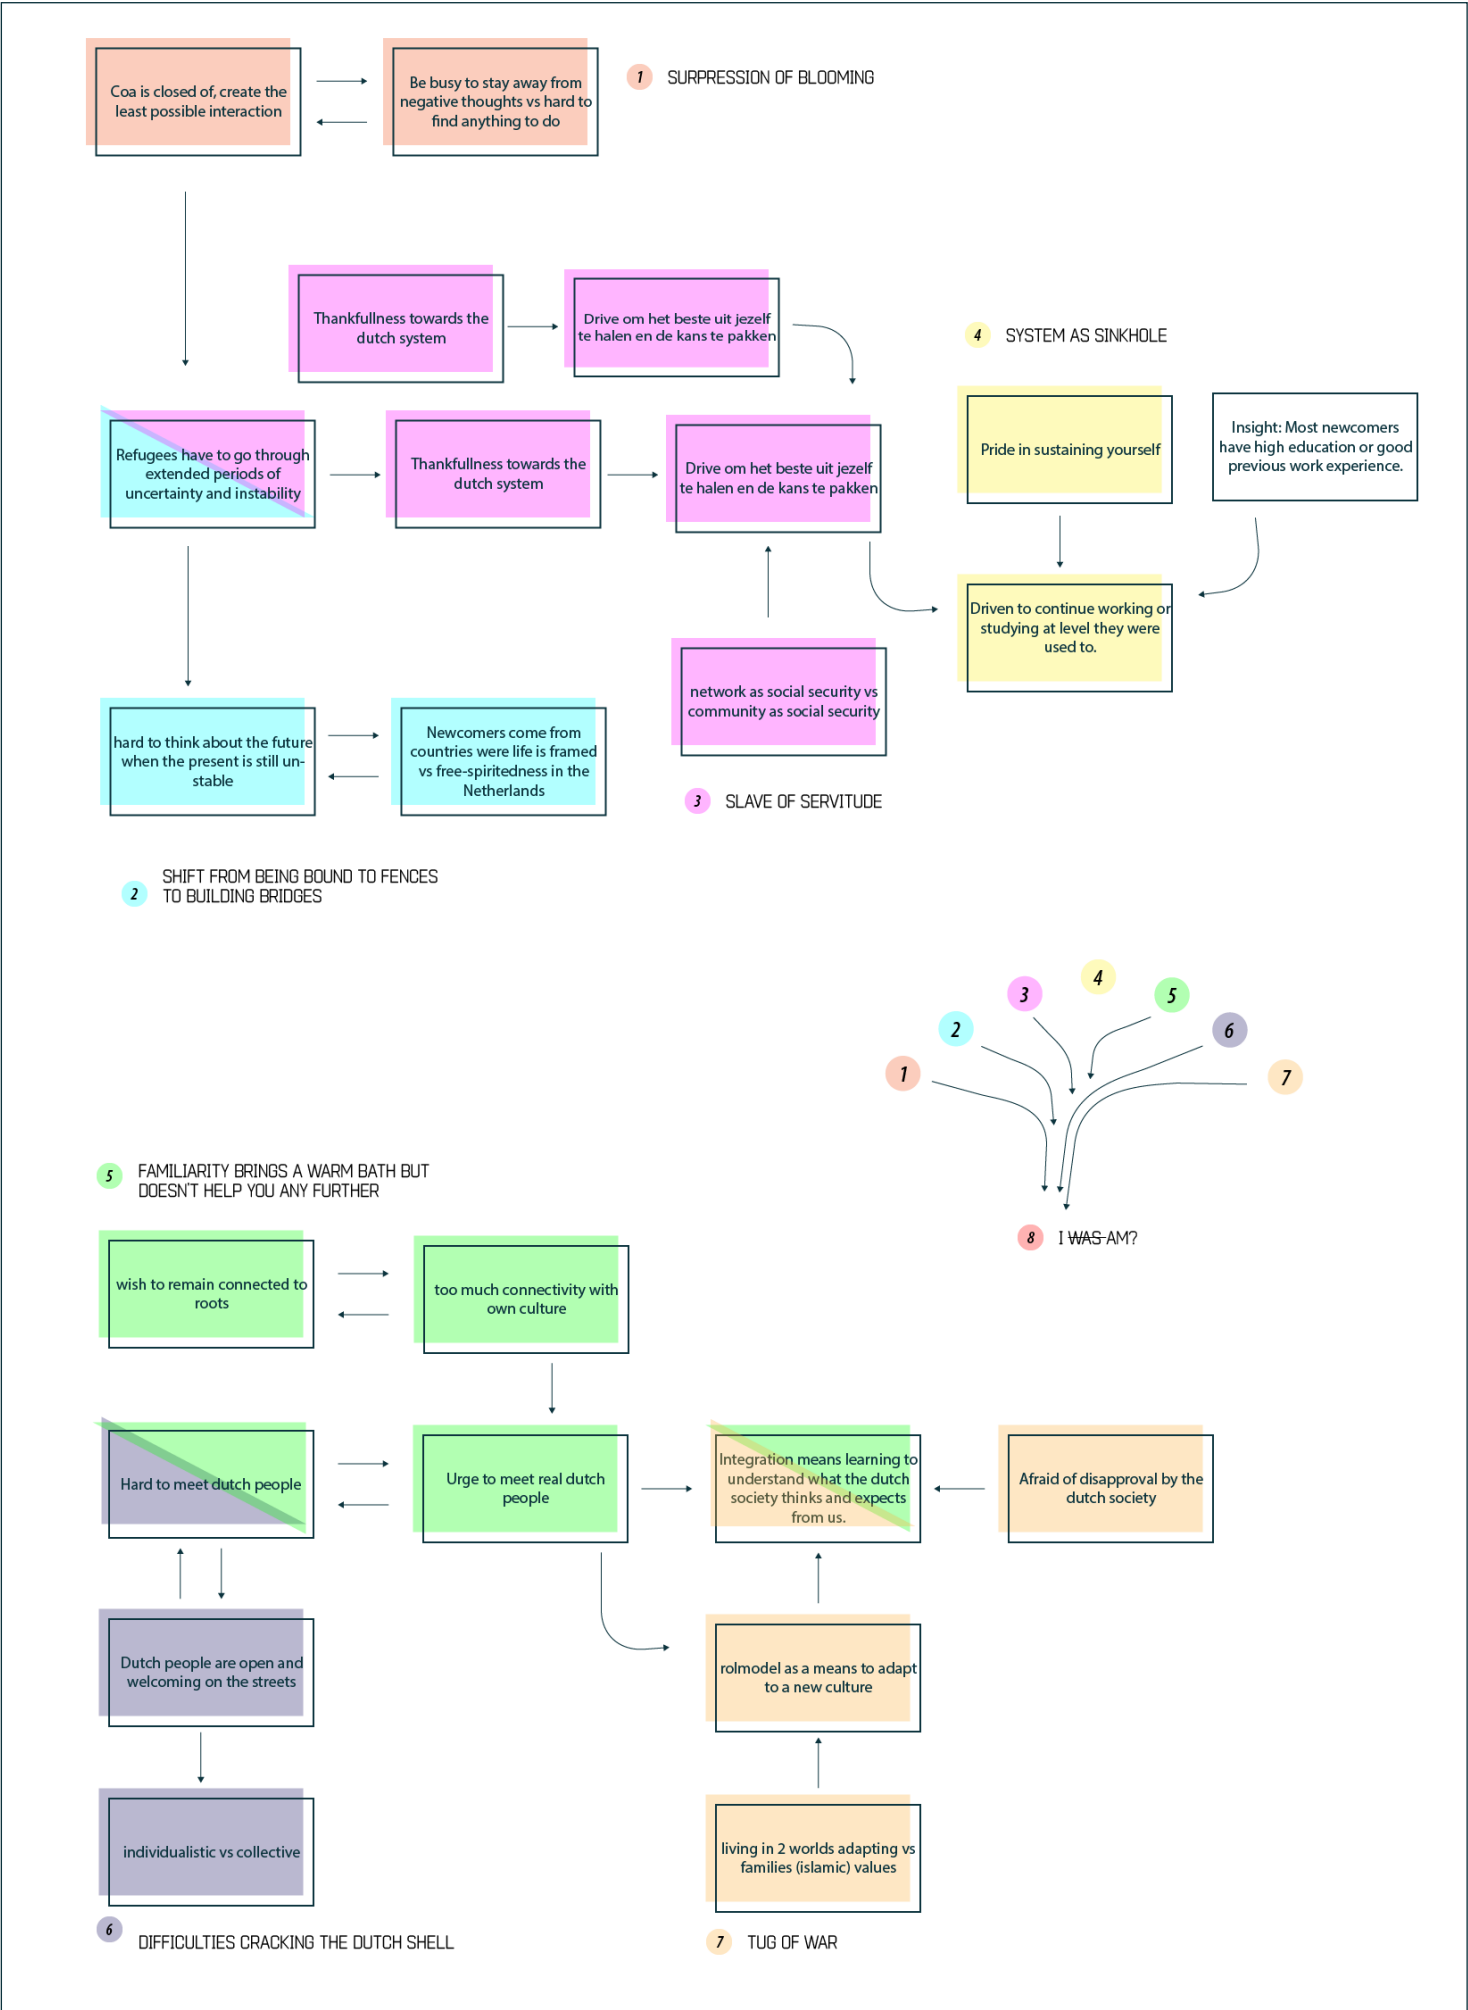 Coa is closed of, create the
least possible interaction
Be busy to stay away from
negative thoughts vs hard to
find anything to do
1 SURPRESSION OF BLOOMING
Thankfullness towards the
dutch system
Drive om het beste uit jezelf
te halen en de kans te pakken
4 SYSTEM AS SINKHOLE
Refugees have to go through
extended periods of
uncertainty and instability
Thankfullness towards the
dutch system
Drive om het beste uit jezelf
te halen en de kans te pakken
Pride in sustaining yourself
Insight: Most newcomers
have high education or good
previous work experience.
Driven to continue working or
studying at level they were
used to.
network as social security vs
community as social security
hard to think about the future
when the present is still un-
stable
Newcomers come from
countries were life is framed
vs free-spiritedness in the
Netherlands
3 SLAVE OF SERVITUDE
2 SHIFT FROM BEING BOUND TO FENCES
TO BUILDING BRIDGES
1
2
3
4
5
6
7
8 I WAS AM?
5 FAMILIARITY BRINGS A WARM BATH BUT
DOESN'T HELP YOU ANY FURTHER
wish to remain connected to
roots
too much connectivity with
own culture
Hard to meet dutch people
Urge to meet real dutch
people
Integration means learning to
understand what the dutch
society thinks and expects
from us.
Afraid of disapproval by the
dutch society
Dutch people are open and
welcoming on the streets
rolmodel as a means to adapt
to a new culture
individualistic vs collective
living in 2 worlds adapting vs
families (islamic) values
6 DIFFICULTIES CRACKING THE DUTCH SHELL
7 TUG OF WAR